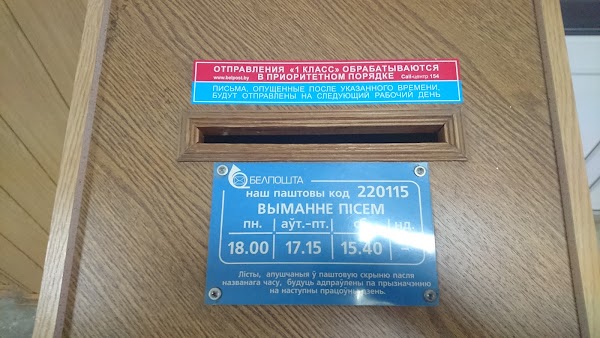 ОТПРАВЛЕНИЯ «1 КЛАСС» ОБРАБАТЫВАЮТСЯ
www.belpost.by В ПРИОРИТЕТНОМ ПОРЯДКЕ Call-центр 154
ПИСЬМА, ОПУЩЕННЫЕ ПОСЛЕ УКАЗАННОГО ВРЕМЕНИ,
БУДУТ ОТПРАВЛЕНЫ НА СЛЕДУЮЩИЙ РАБОЧИЙ ДЕНЬ
БЕЛПОШТА
наш паштовы код 220115
ВЫМАННЕ ПІСЕМ
пн. аўт.-пт. нд.
18.00 17.15 15.40 –
Лісты, апушчаныя ў паштовую скрыню пасля
названага часу, будуць адпраўлены па прызначэнню
на наступны працоўны дзень.